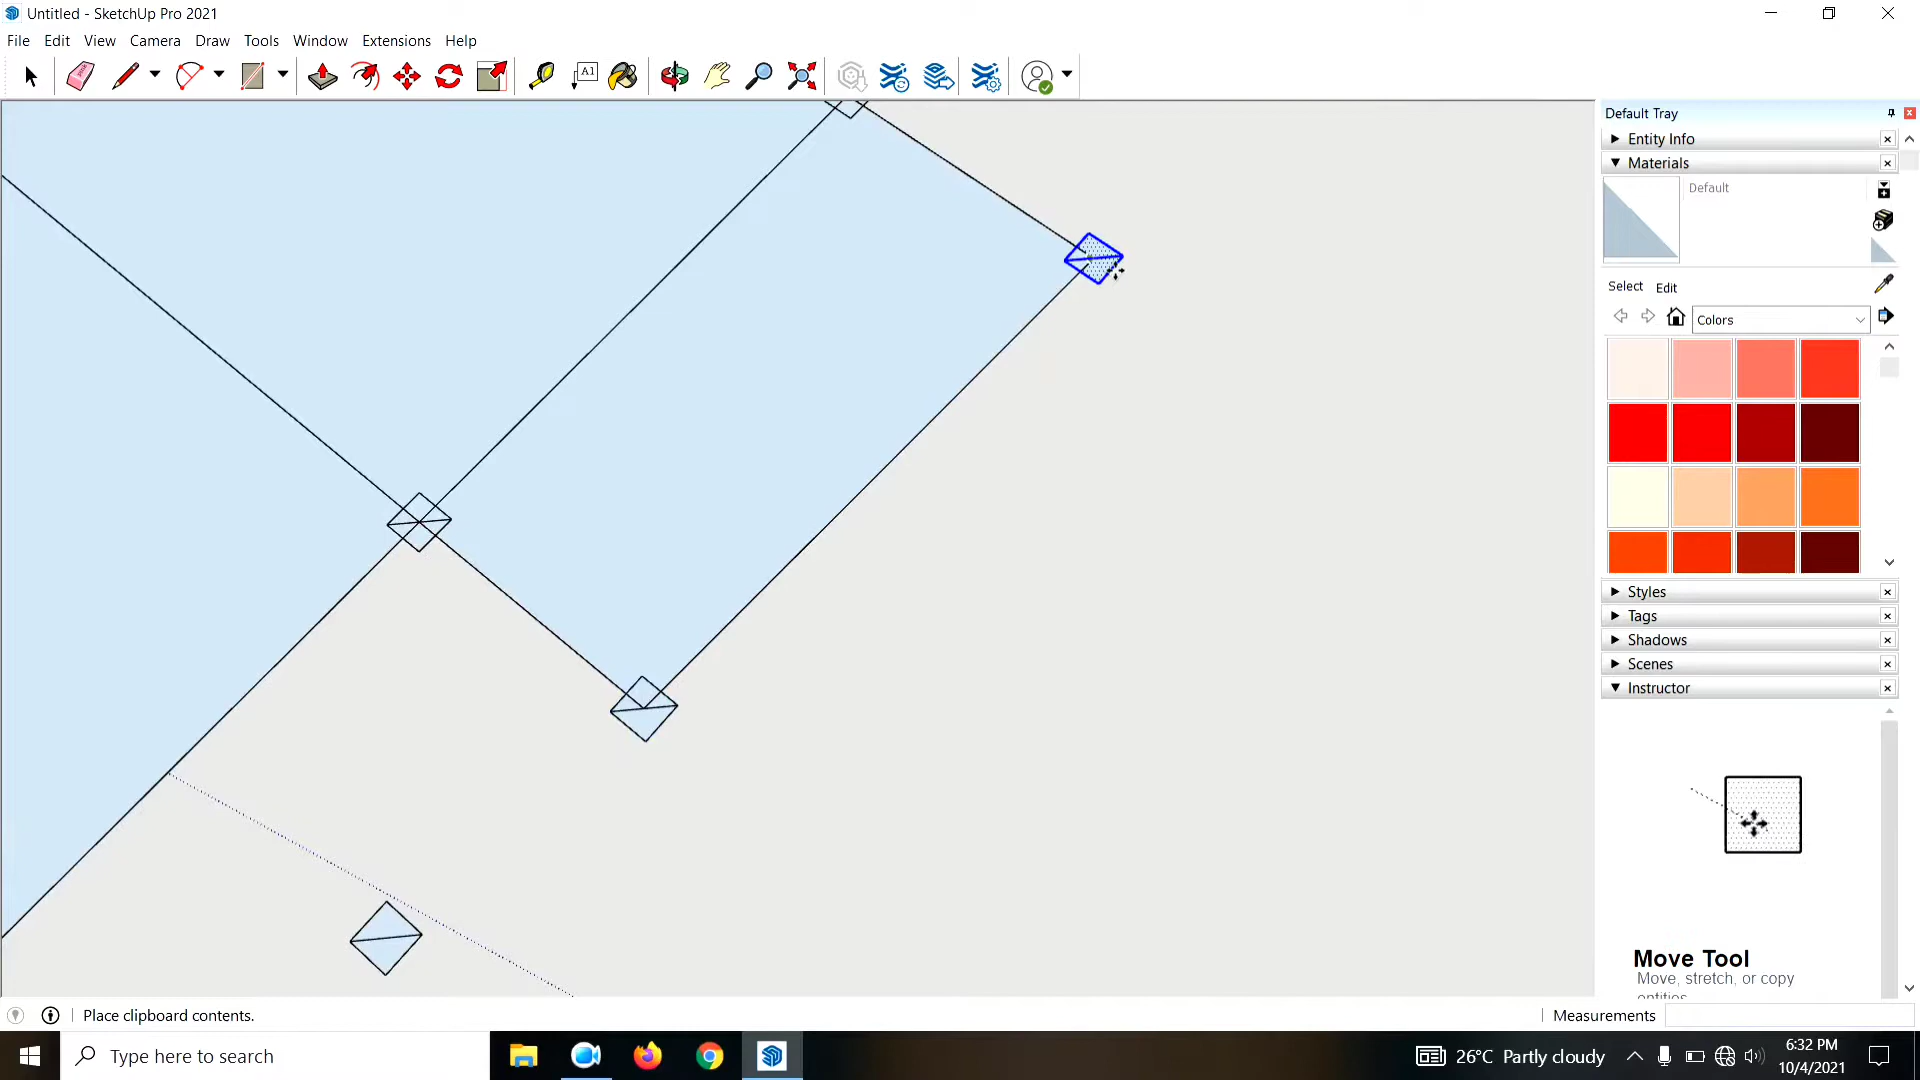 Untitled - SketchUp Pro 2021
File Edit View Camera Draw Tools Window Extensions Help
A1
Default Tray
Entity Info
Materials
Default
Select Edit
Colors
Styles
Tags
Shadows
Scenes
Instructor
Move Tool
Move, stretch, or copy
entities
Place clipboard contents.
Measurements
Type here to search
26°C Partly cloudy
6:32 PM
10/4/2021